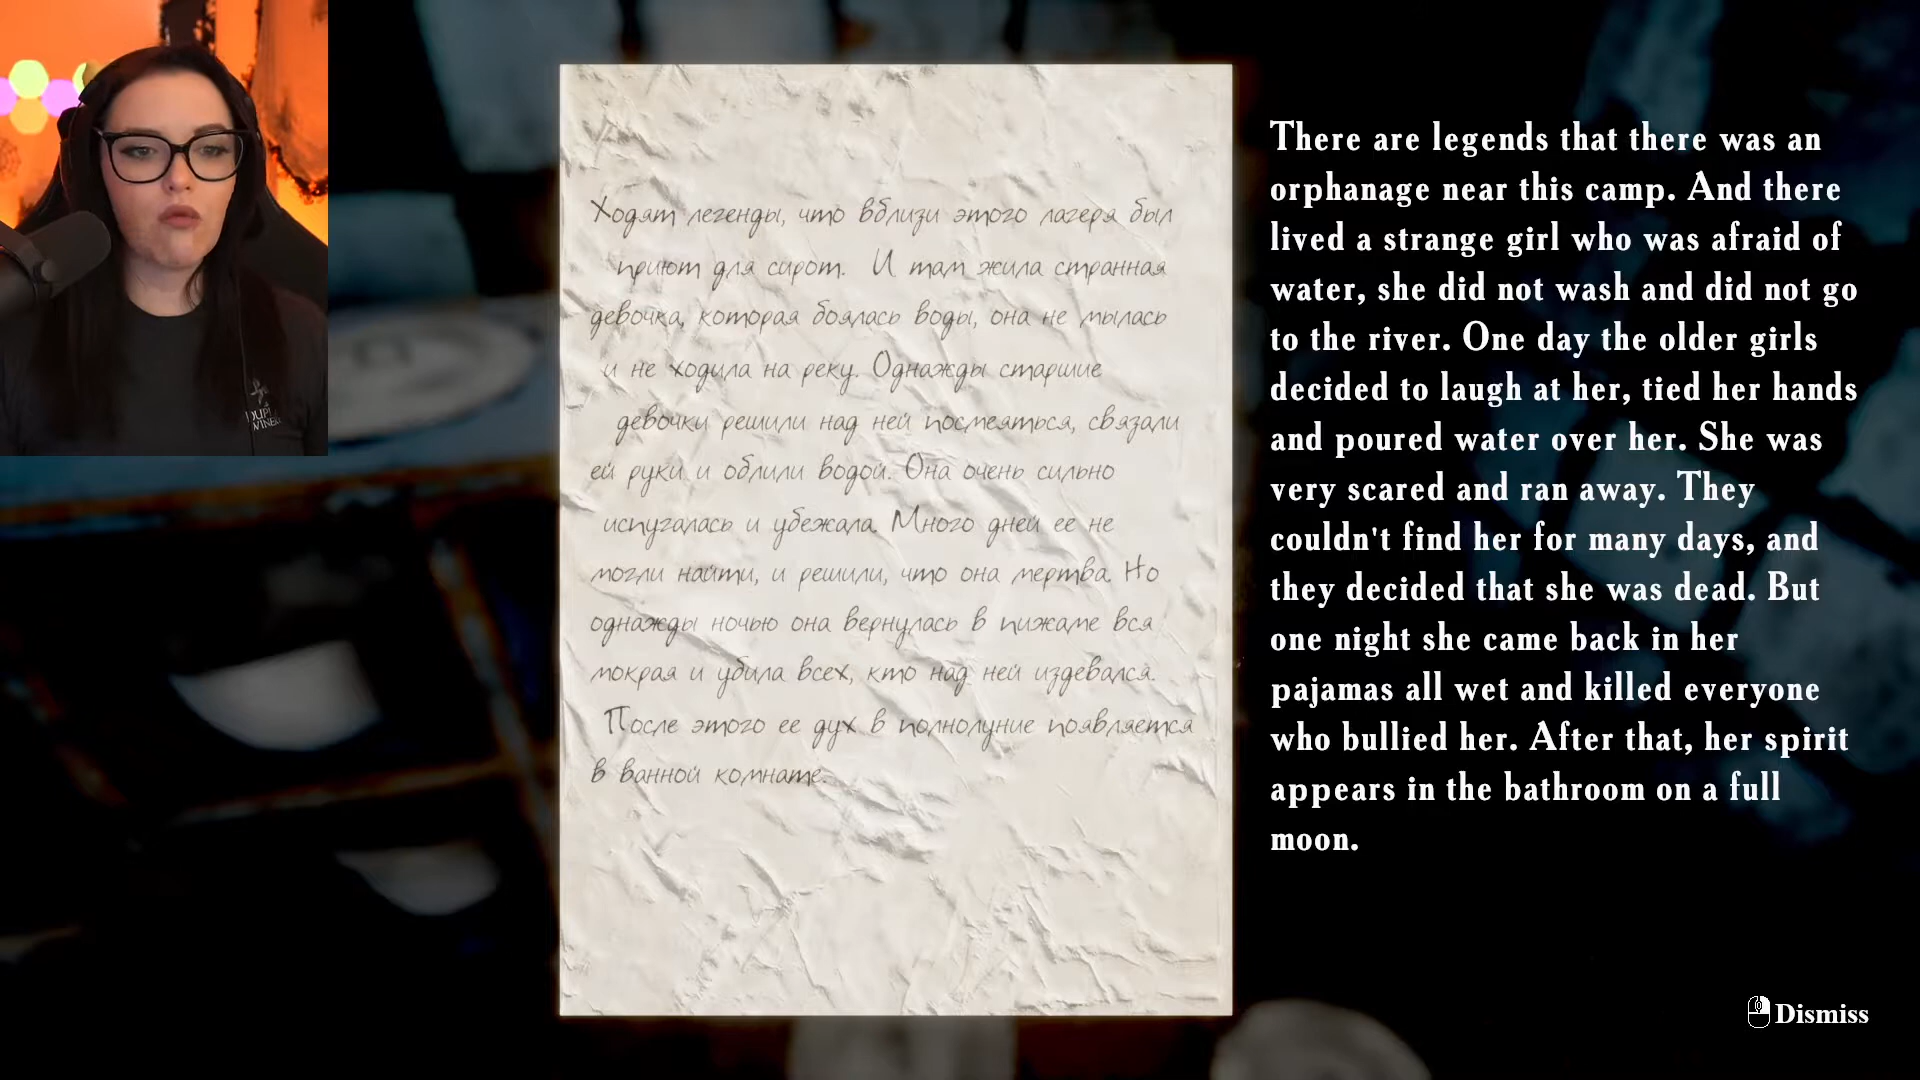 Ходят легенды, что вблизи этого лагеря был
приют для сирот. И там жила странная
девочка, которая боялась воды, она не мылась
и не ходила на реку. Однажды старшие
девочки решили над ней посмеяться, связали
ей руки и облили водой. Она очень сильно
испугалась и убежала. Много дней ее не
могли найти, и решили, что она мертва. Но
однажды ночью она вернулась в пижаме вся
мокрая и убила всех, кто над ней издевался.
После этого ее дух в полнолуние появляется
в ванной комнате.
There are legends that there was an
orphanage near this camp. And there
lived a strange girl who was afraid of
water, she did not wash and did not go
to the river. One day the older girls
decided to laugh at her, tied her hands
and poured water over her. She was
very scared and ran away. They
couldn't find her for many days, and
they decided that she was dead. But
one night she came back in her
pajamas all wet and killed everyone
who bullied her. After that, her spirit
appears in the bathroom on a full
moon.
Dismiss